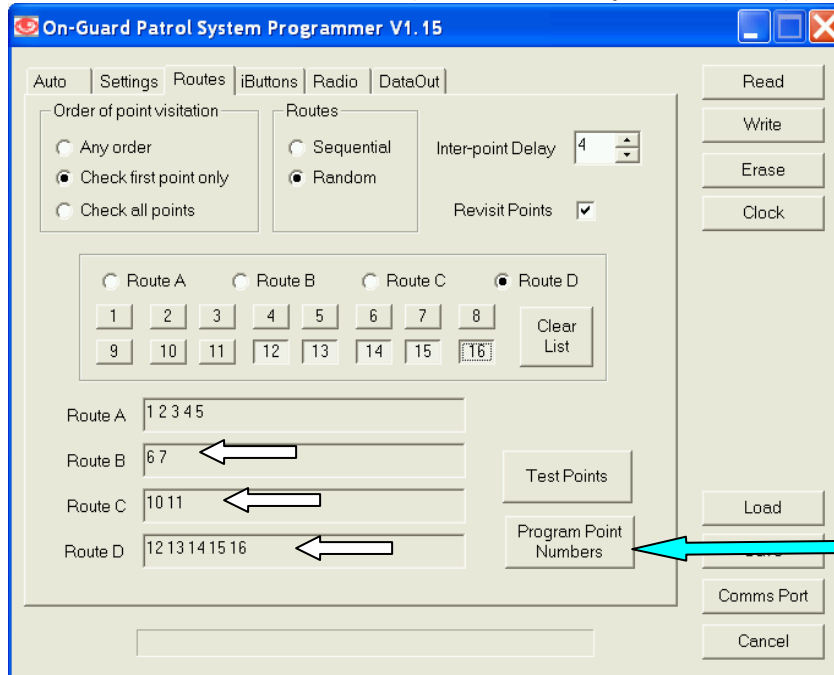 On-Guard Patrol System Programmer V1.15
Auto Settings Routes iButtons Radio DataOut
Order of point visitation
Any order
Check first point only
Check all points
Routes
Sequential
Random
Inter-point Delay 4
Revisit Points
Read
Write
Erase
Clock
Route A Route B Route C Route D
1 2 3 4 5 6 7 8
9 10 11 12 13 14 15 16
Clear
List
Route A 1 2 3 4 5
Route B 6 7
Route C 10 11
Route D 12 13 14 15 16
Test Points
Program Point
Numbers
Load
Comms Port
Cancel